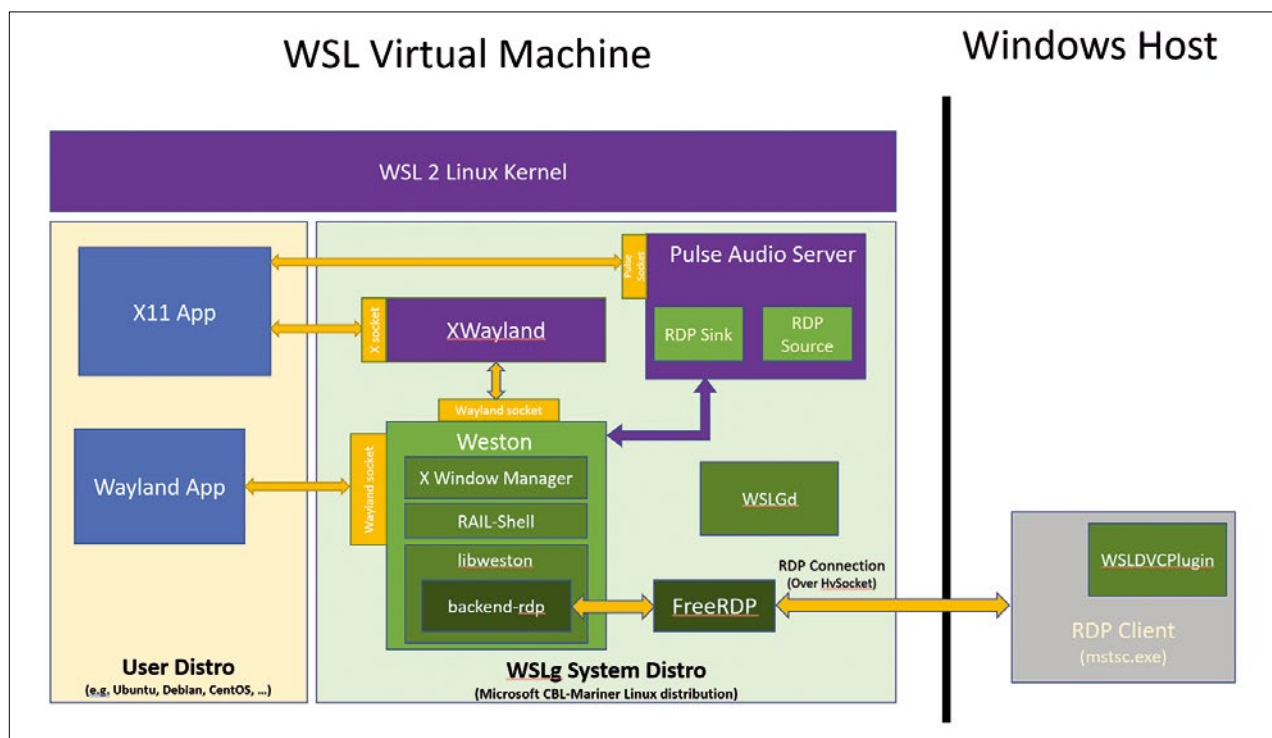 WSL Virtual Machine
Windows Host
WSL 2 Linux Kernel
X11 App
Pulse
Socket
Pulse Audio Server
RDP Sink
RDP
Source
X socket
XWayland
Wayland socket
Wayland App
Wayland socket
Weston
X Window Manager
RAIL-Shell
libweston
backend-rdp
WSLGd
FreeRDP
RDP Connection
(Over HvSocket)
WSLDVCPlugin
RDP Client
(mstsc.exe)
User Distro
(e.g. Ubuntu, Debian, CentOS, ...)
WSLg System Distro
(Microsoft CBL-Mariner Linux distribution)